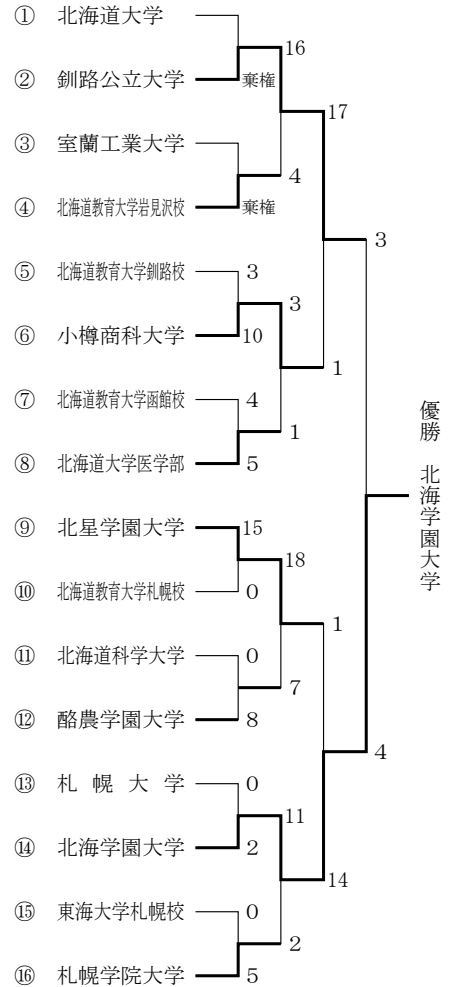 ① 北海道大学
16
② 釧路公立大学 棄権
17
③ 室蘭工業大学
4
④ 北海道教育大学岩見沢校 棄権
3
⑤ 北海道教育大学釧路校 3
3
⑥ 小樽商科大学 10
1
⑦ 北海道教育大学函館校 4
1
⑧ 北海道大学医学部 5
優勝 北海学園大学
⑨ 北星学園大学 15
18
⑩ 北海道教育大学札幌校 0
1
⑪ 北海道科学大学 0
7
⑫ 酪農学園大学 8
4
⑬ 札幌大学 0
11
⑭ 北海学園大学 2
14
⑮ 東海大学札幌校 0
2
⑯ 札幌学院大学 5